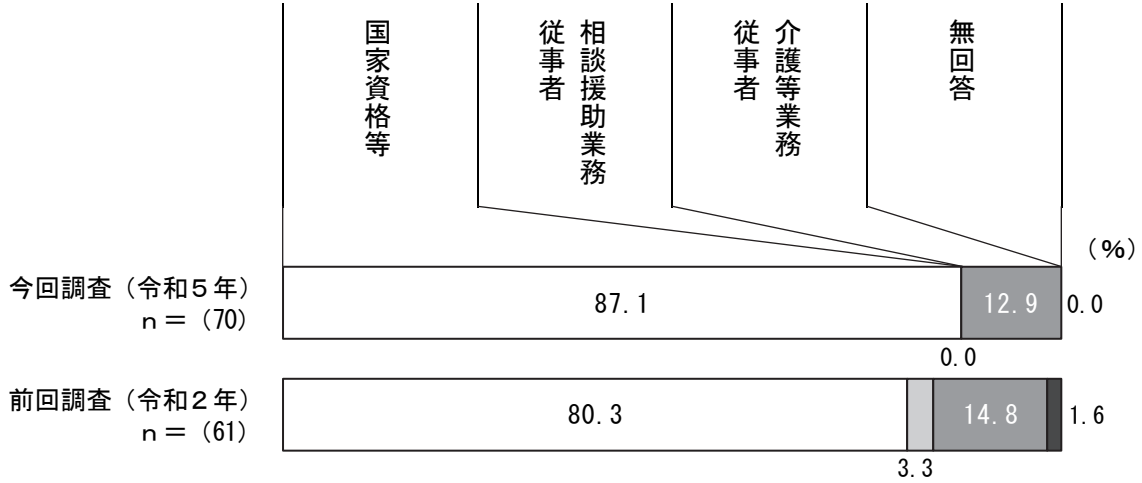 国家資格等
相談援助業務
従事者
介護等業務
従事者
無回答
（％）
今回調査（令和５年）
ｎ＝（70）
87.1
12.9
0.0
0.0
前回調査（令和２年）
ｎ＝（61）
80.3
14.8
1.6
3.3